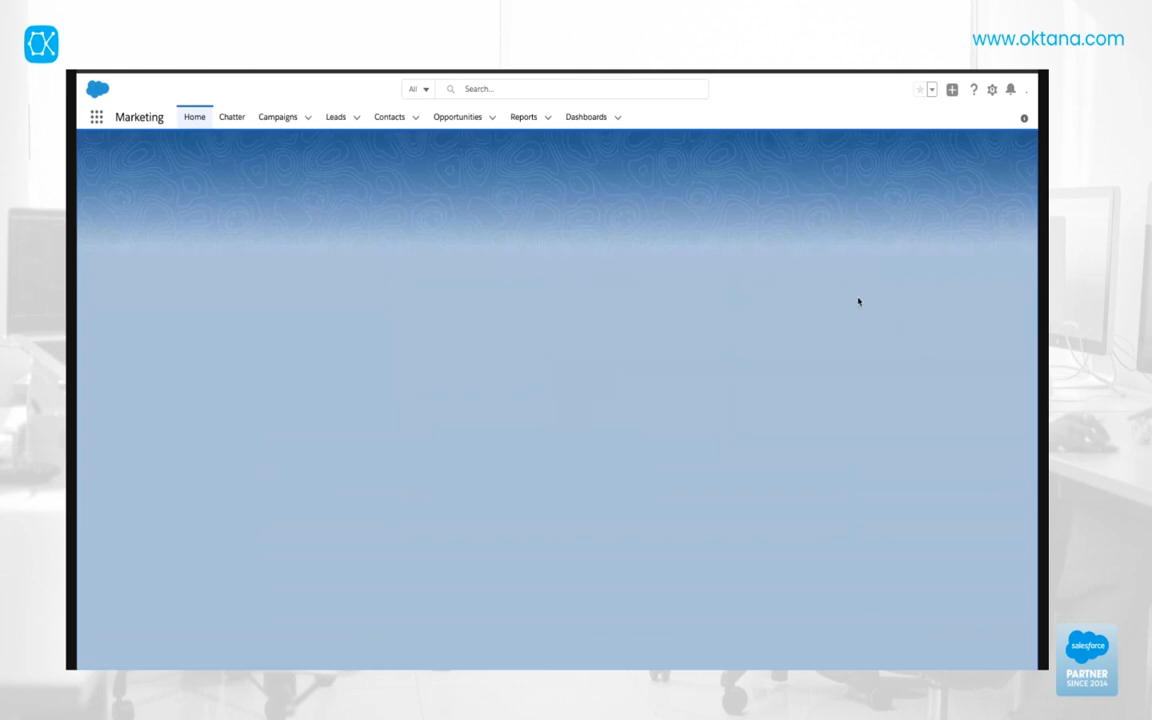 www.oktana.com
All
Search...
Marketing
Home
Chatter
Campaigns
Leads
Contacts
Opportunities
Reports
Dashboards
salesforce
PARTNER
SINCE 2014